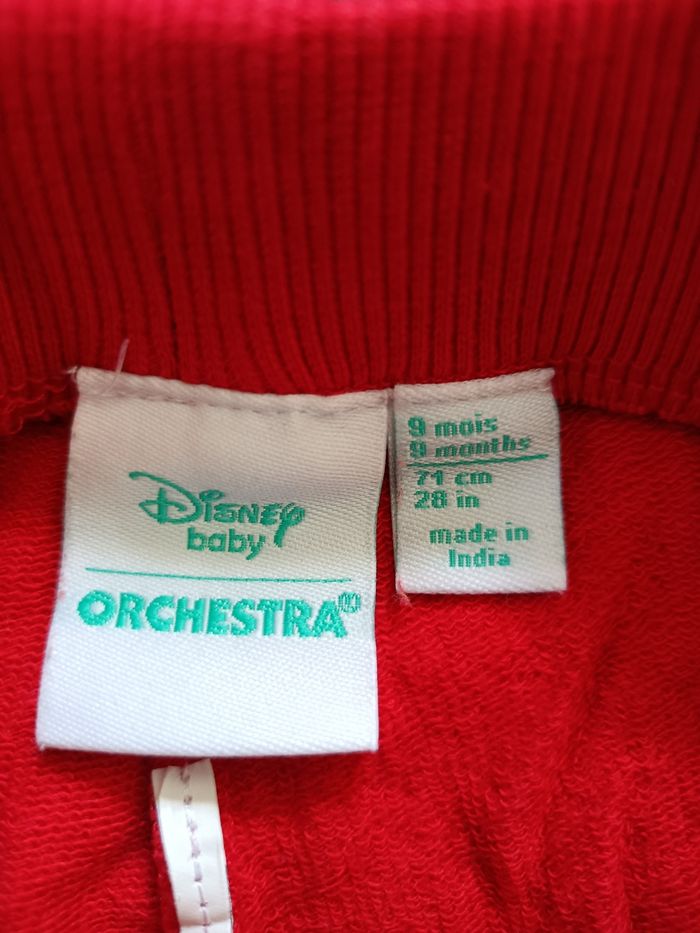 Disney
baby
ORCHESTRA
9 mois
9 months
71 cm
28 in
made in
India